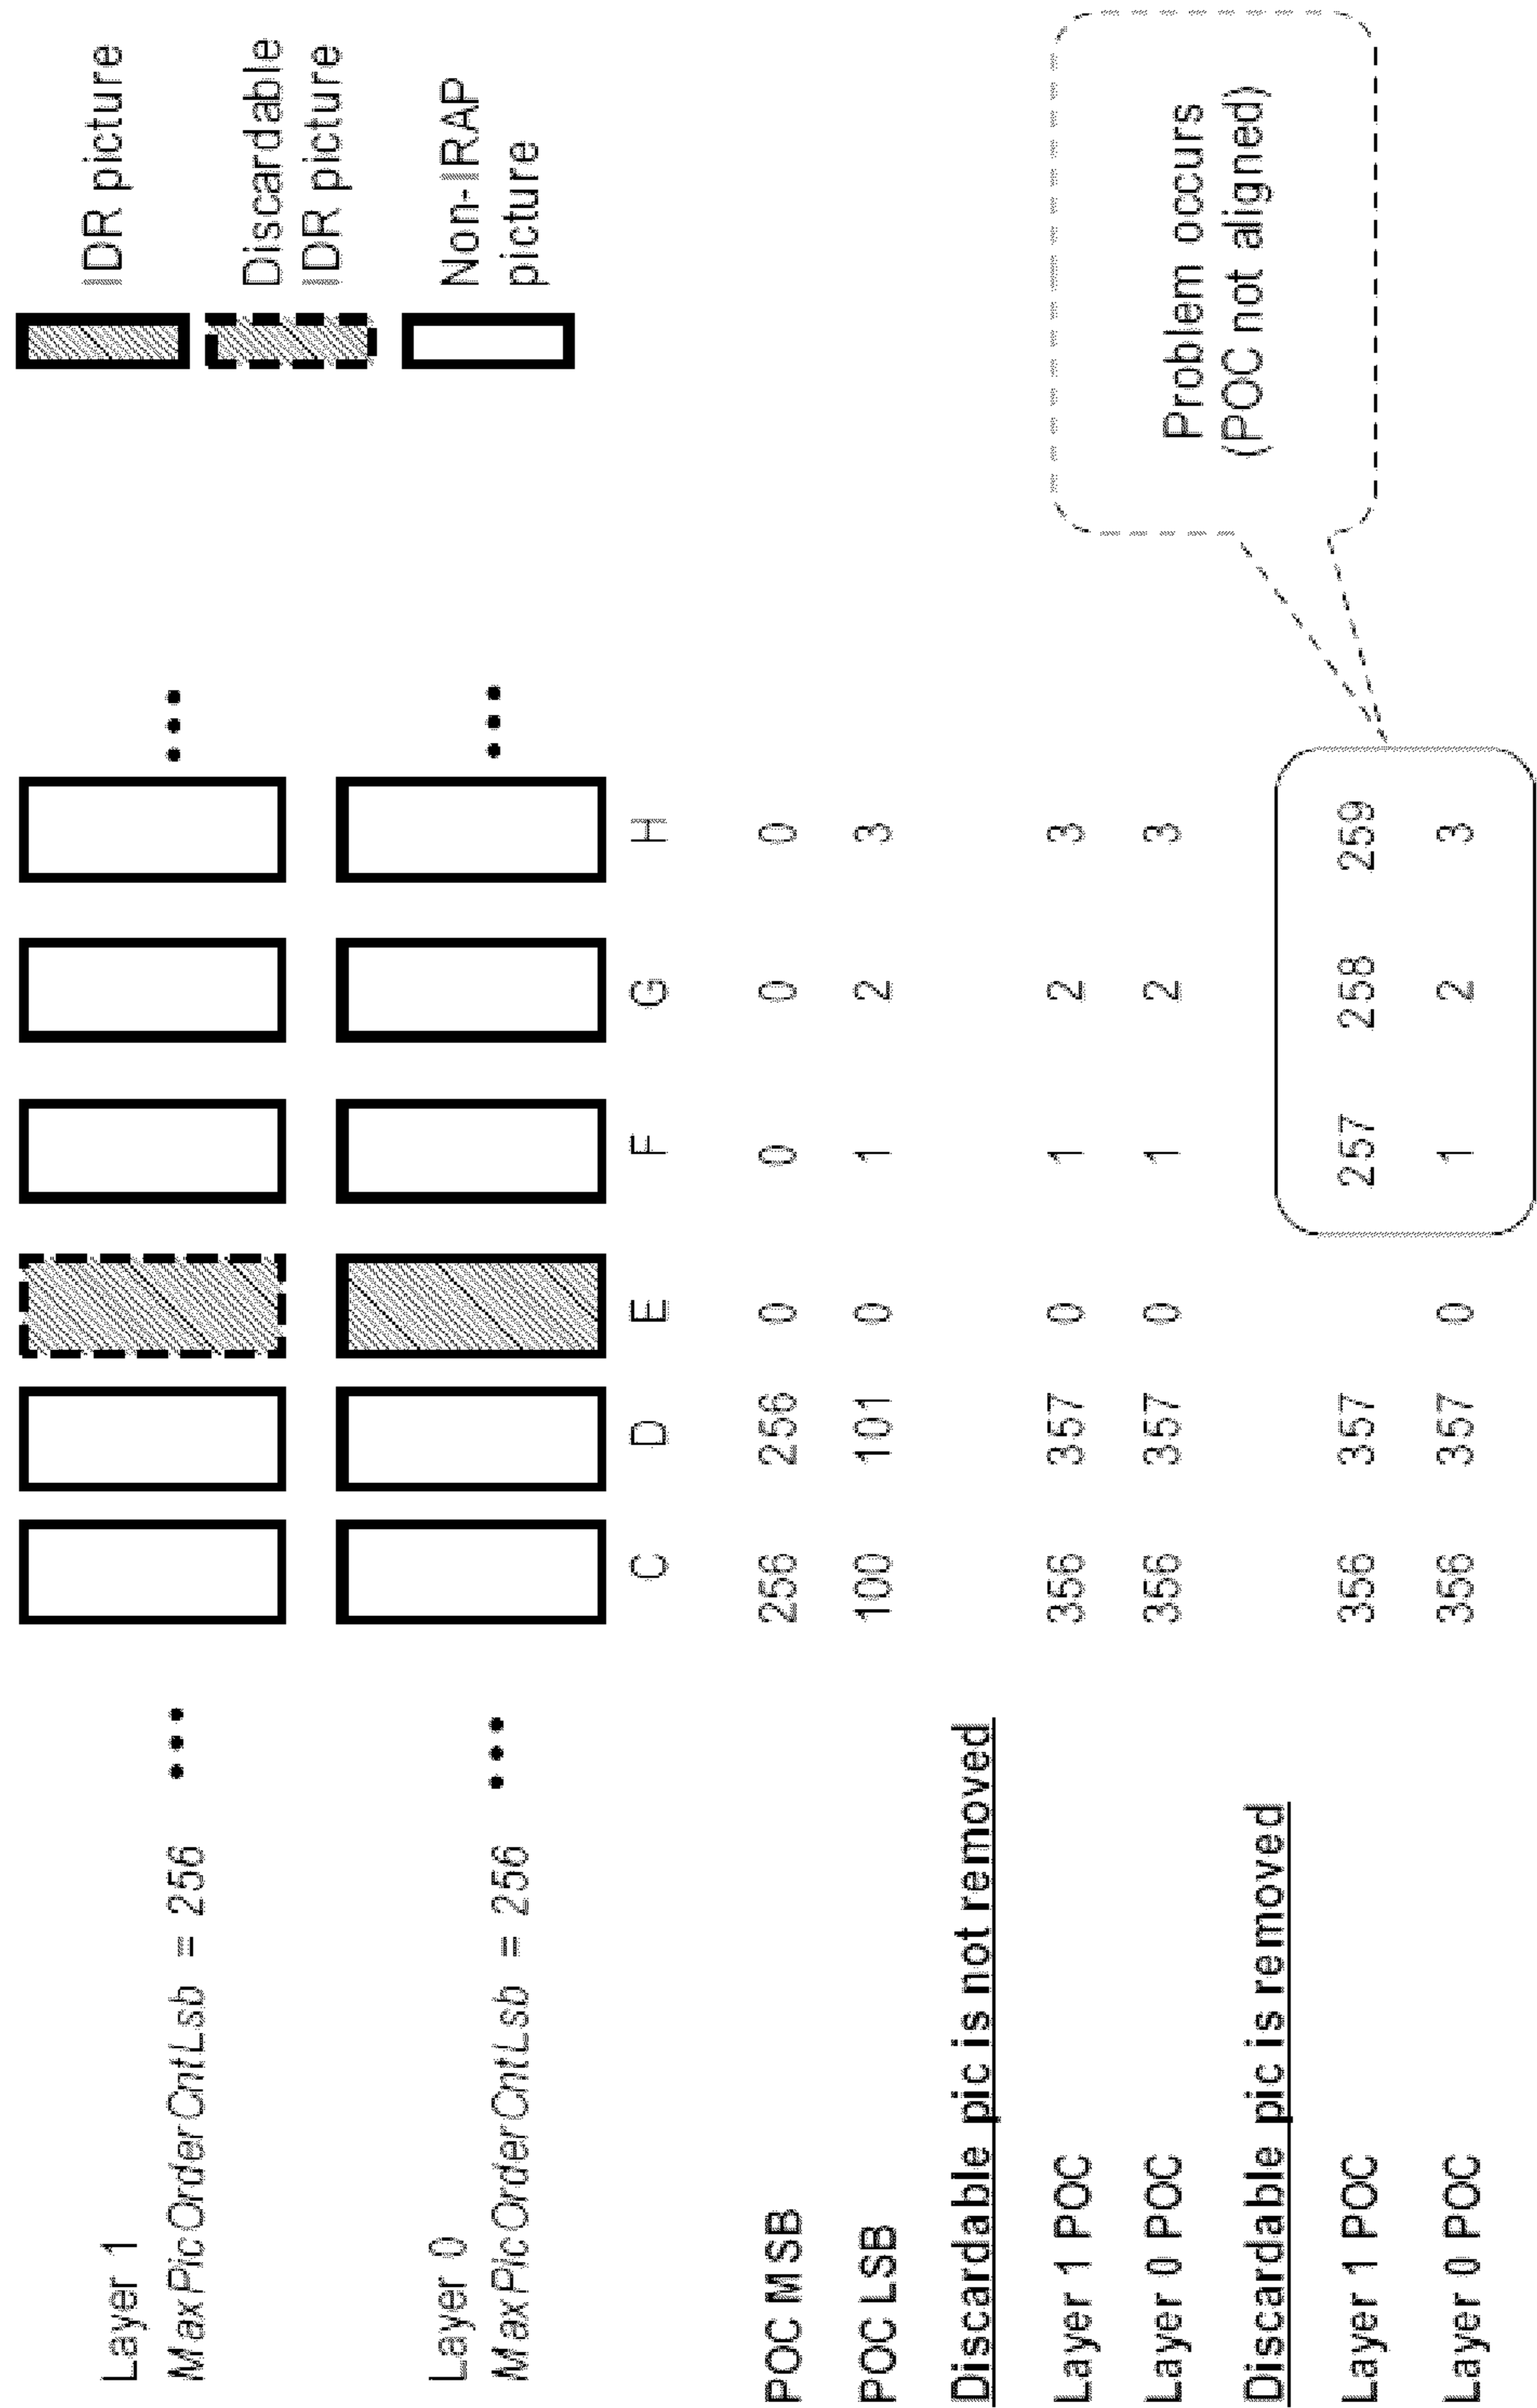 IDR picture
Discardable
IDR picture
Non-IRAP
picture
Layer 1
MaxPicOrderCntLsb = 256
•••
•••
Layer 0
MaxPicOrderCntLsb = 256
•••
•••
C D E F G H
POC MSB 256 256 0 0 0 0
POC LSB 100 101 0 1 2 3
Discardable pic is not removed
Layer 1 POC 356 357 0 1 2 3
Layer 0 POC 356 357 0 1 2 3
Discardable pic is removed
Layer 1 POC 356 357 257 258 259
Layer 0 POC 356 357 0 1 2 3
Problem occurs
(POC not aligned)